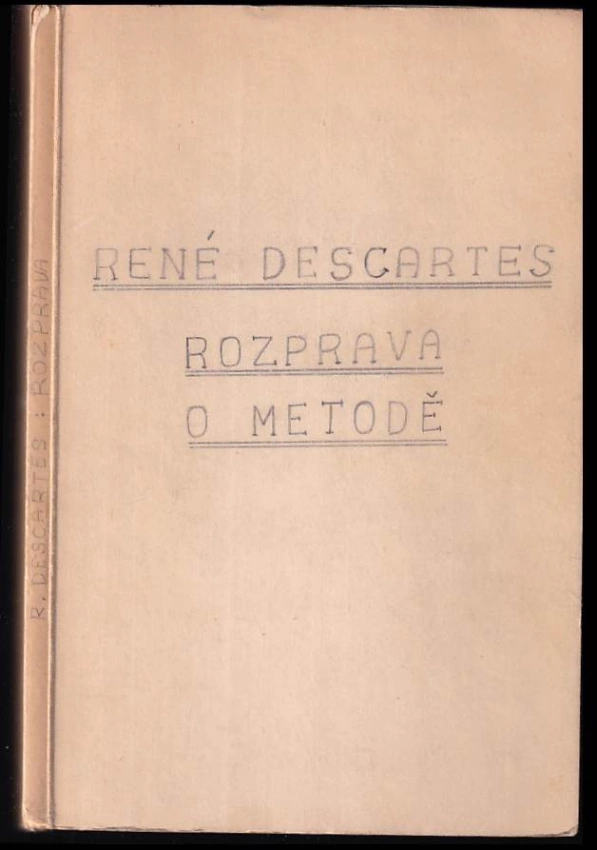 RENÉ DESCARTES
ROZPRAVA
O METODĚ
R. DESCARTES : ROZPRAVA